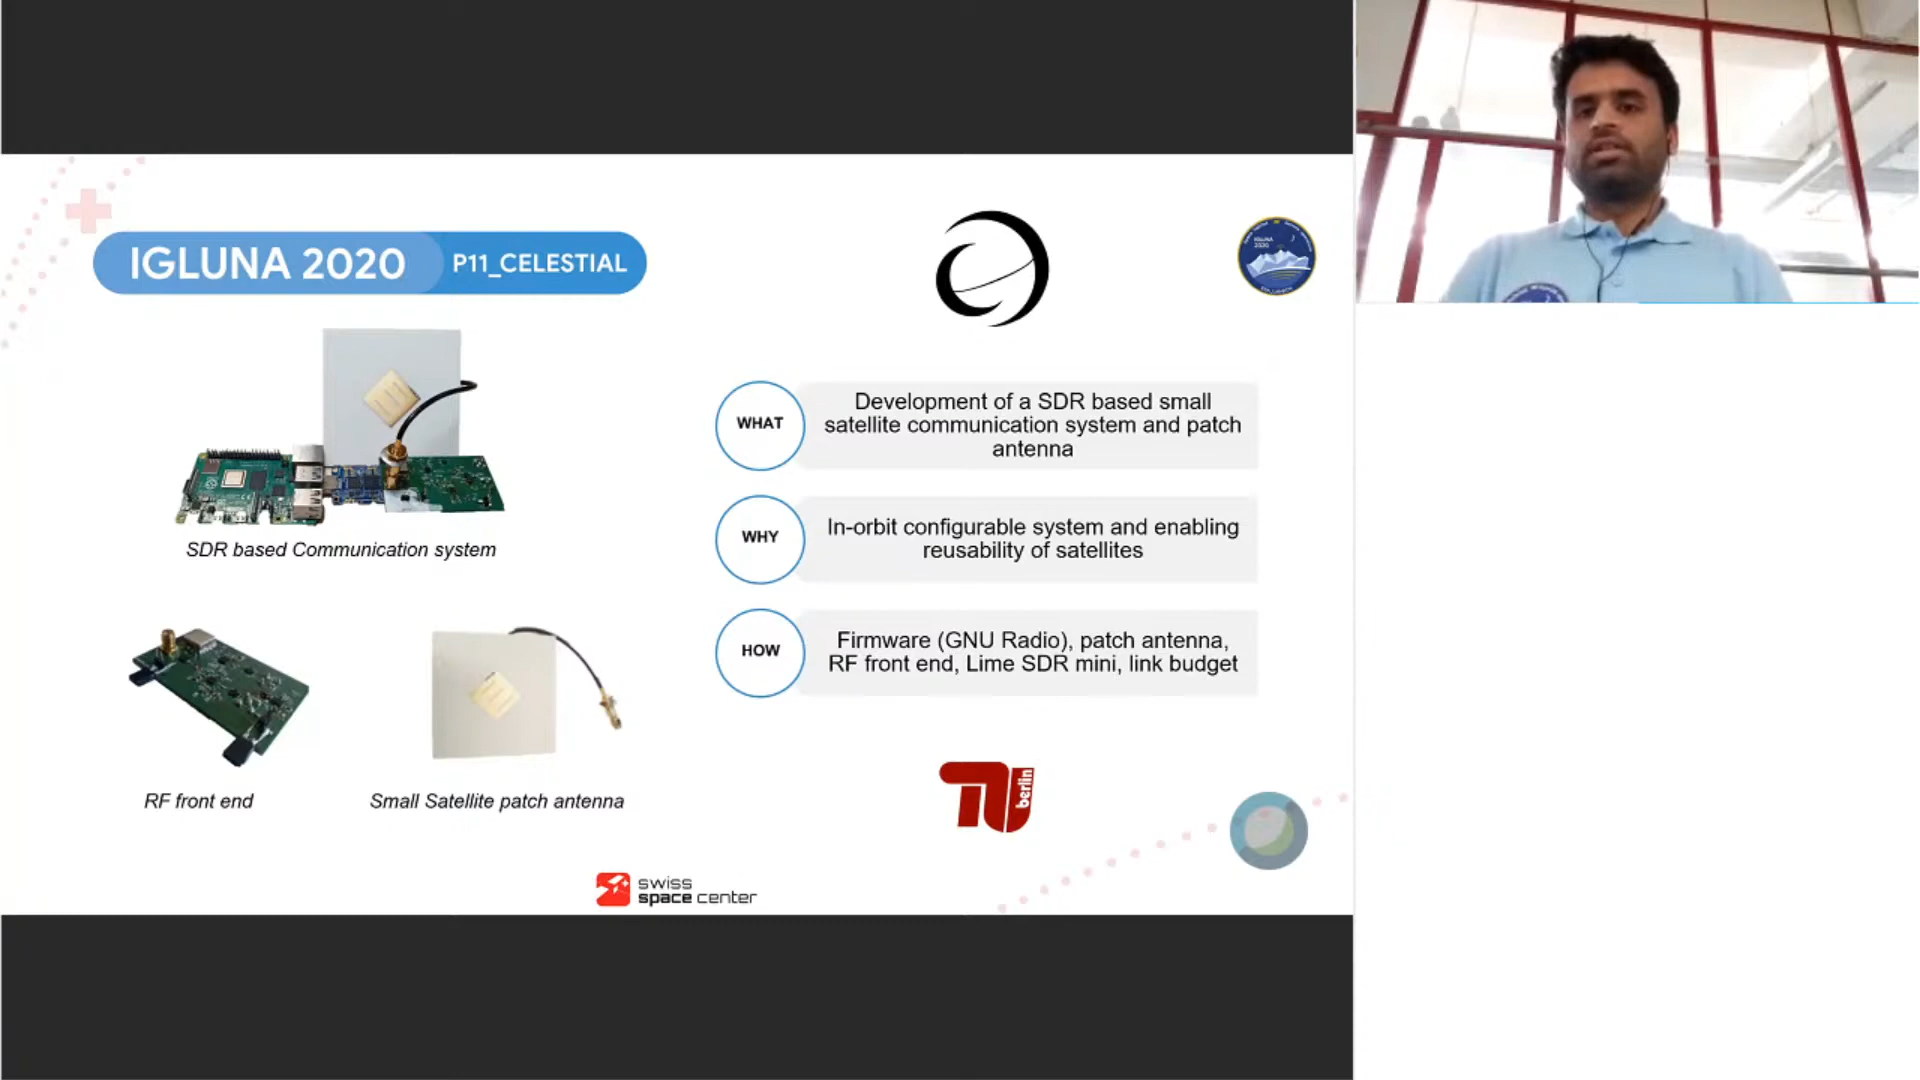 IGLUNA 2020 P11_CELESTIAL
SDR based Communication system
RF front end
Small Satellite patch antenna
WHAT
Development of a SDR based small
satellite communication system and patch
antenna
WHY
In-orbit configurable system and enabling
reusability of satellites
HOW
Firmware (GNU Radio), patch antenna,
RF front end, Lime SDR mini, link budget
berlin
swiss
space center
IGLUNA
2020